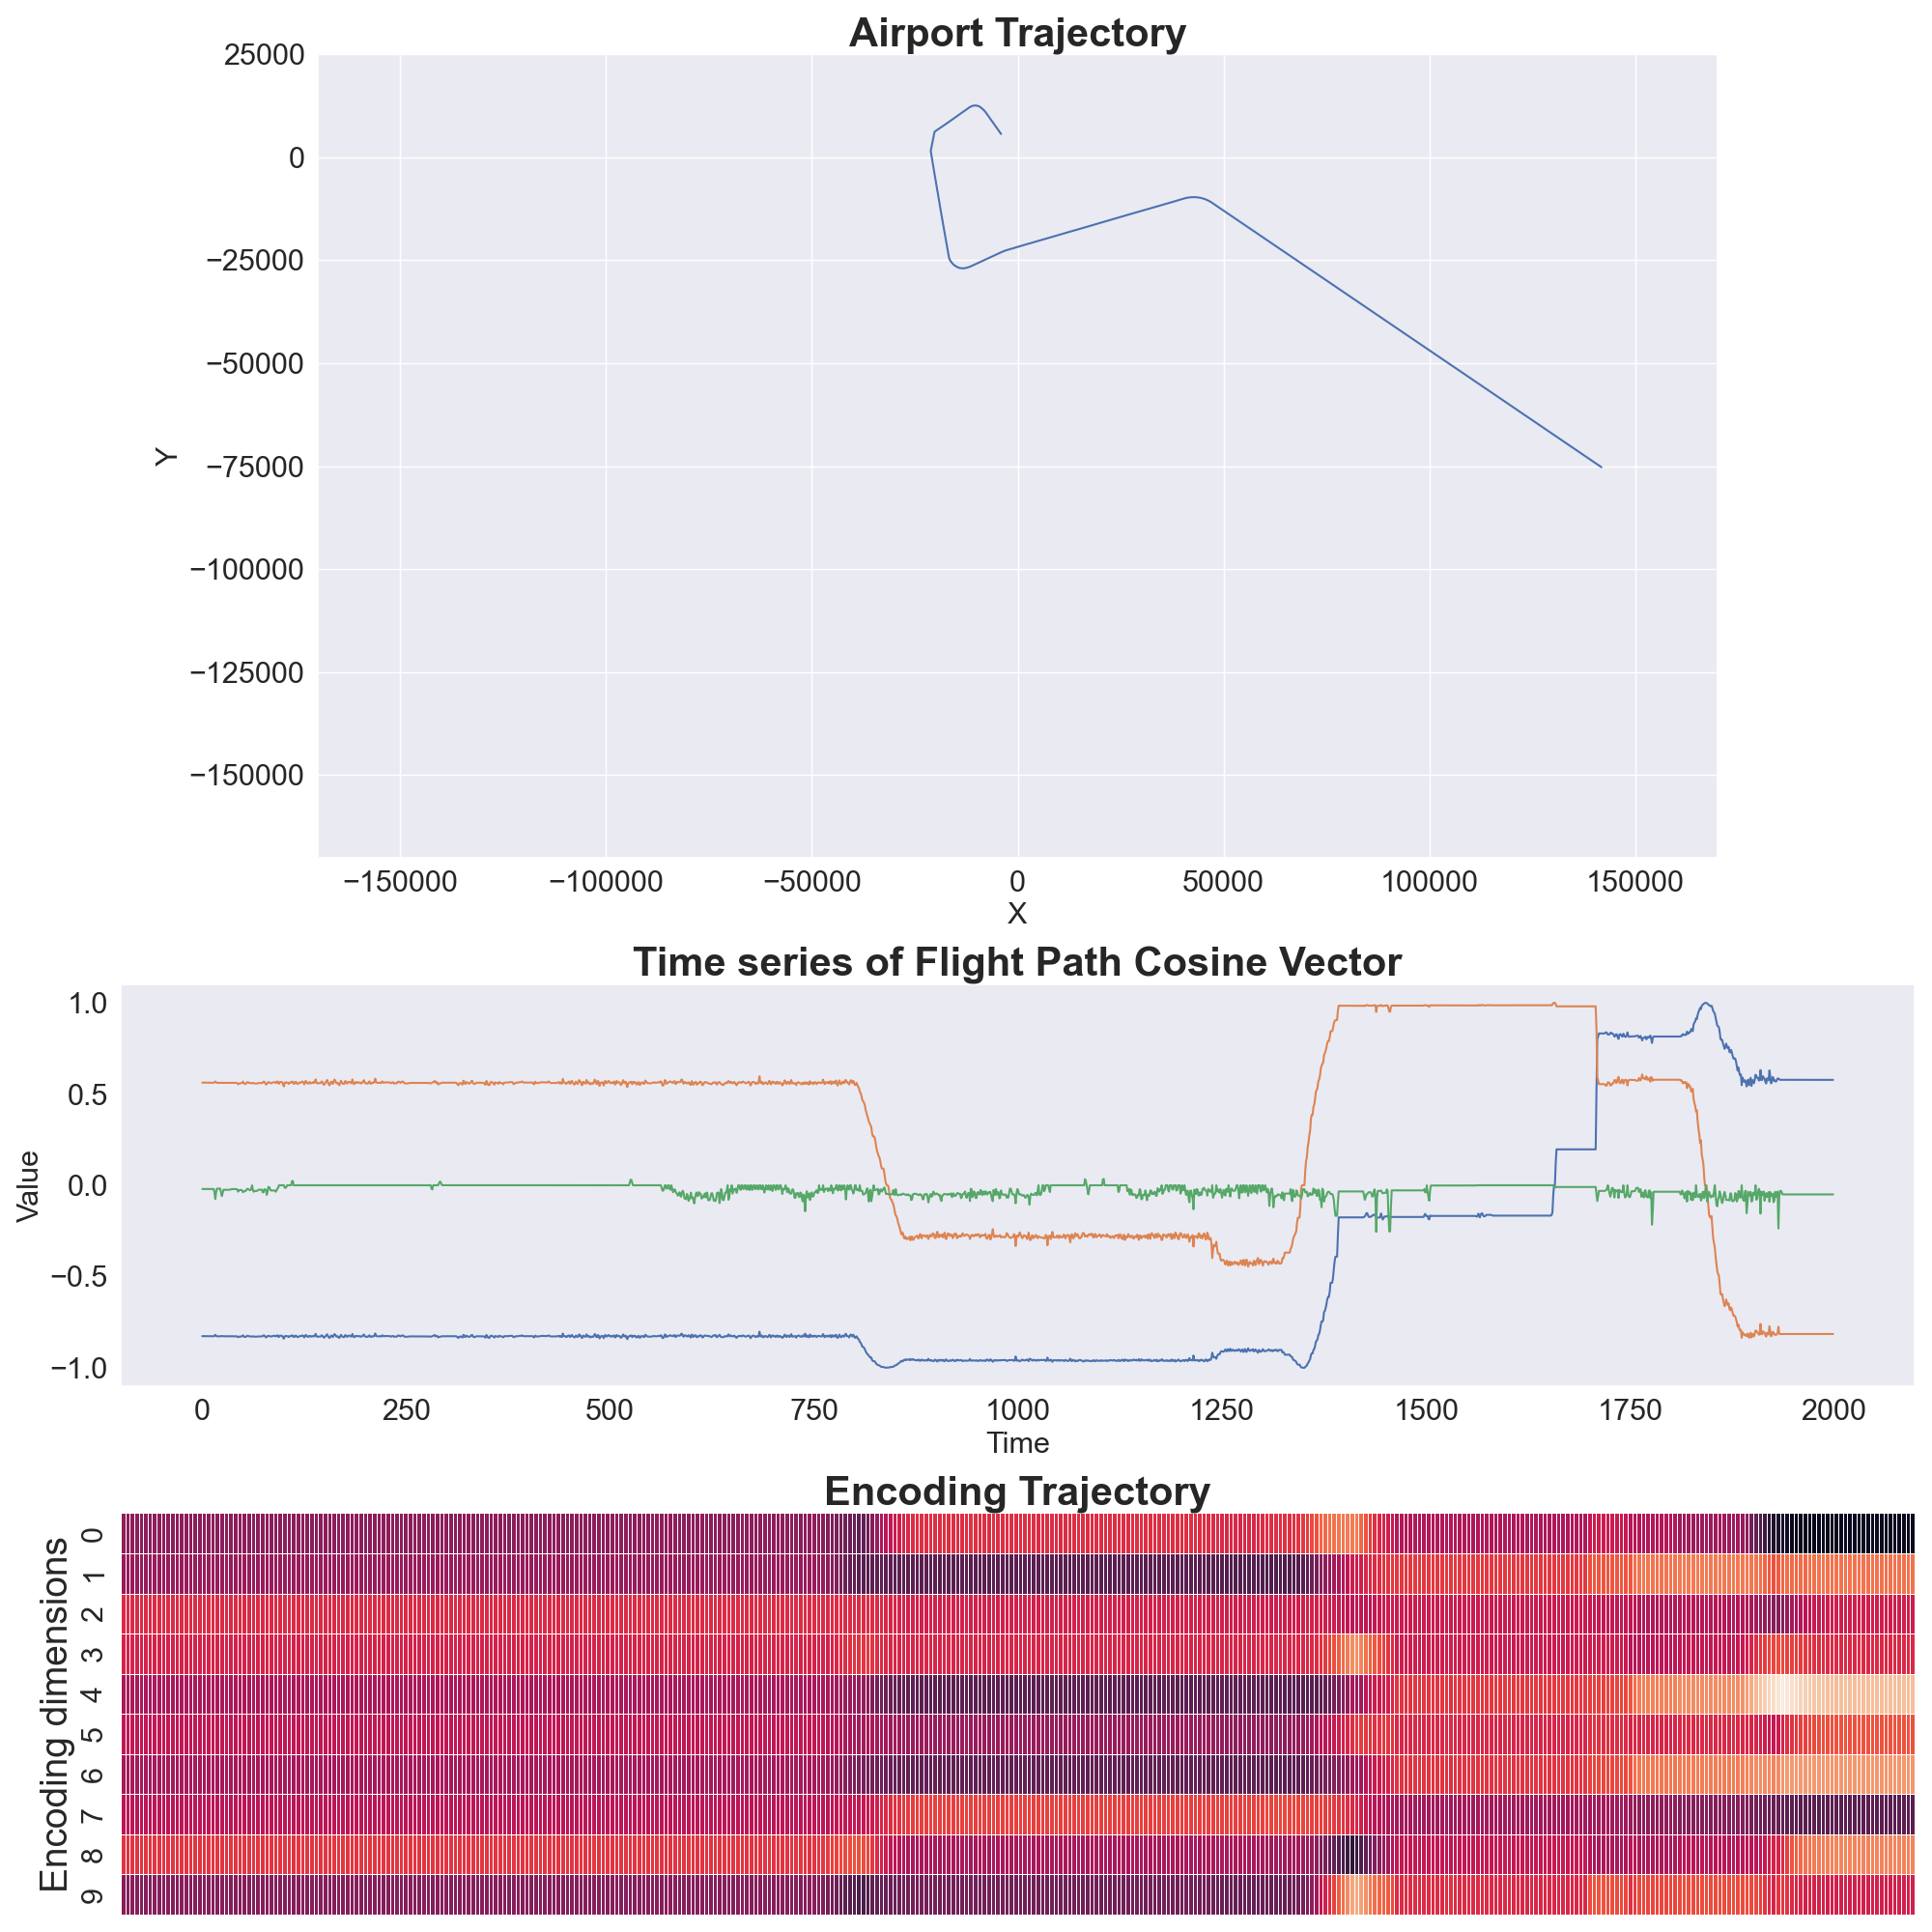 Airport Trajectory
25000
0
−25000
−50000
−75000
−100000
−125000
−150000
Y
−150000 −100000 −50000 0 50000 100000 150000
X
Time series of Flight Path Cosine Vector
1.0
0.5
0.0
−0.5
−1.0
Value
0 250 500 750 1000 1250 1500 1750 2000
Time
Encoding Trajectory
Encoding dimensions
0
1
2
3
4
5
6
7
8
9